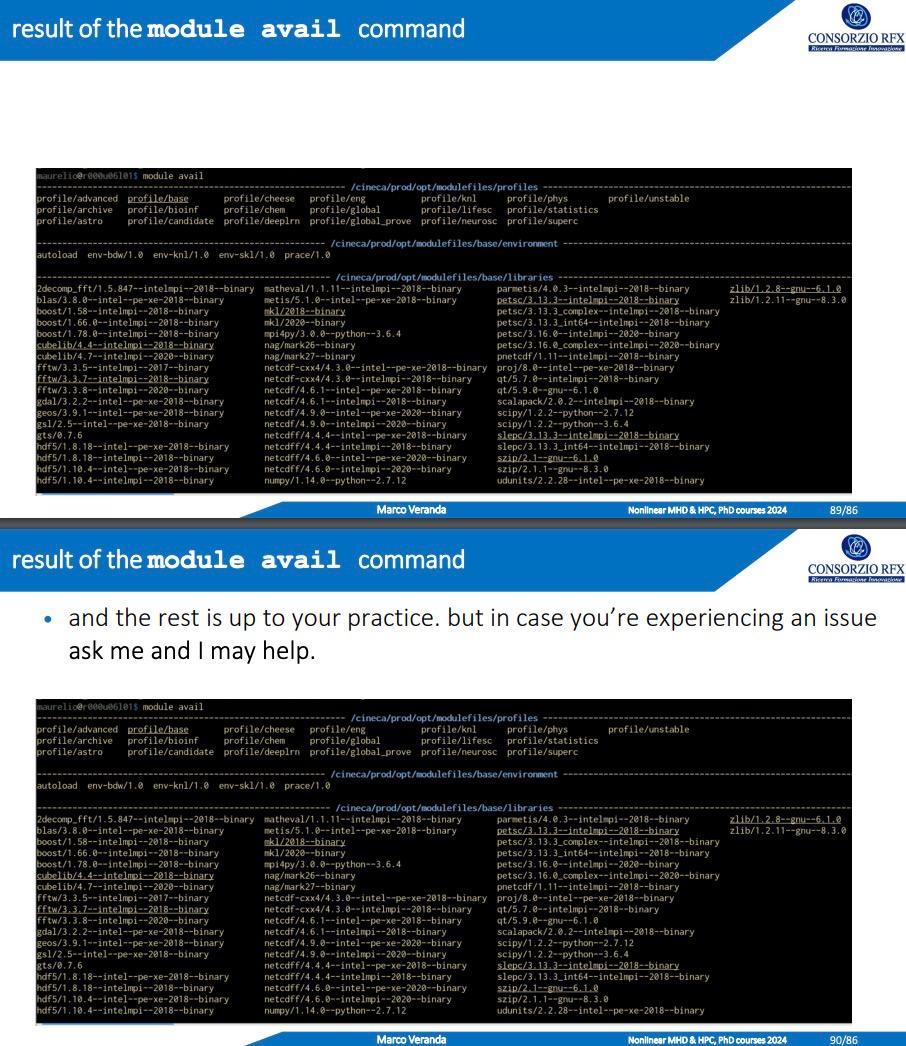 result of the module avail command
CONSORZIO RFX
Ricerca Formazione Innovazione
maurelio@r000u06l01$ module avail
/cineca/prod/opt/modulefiles/profiles
profile/advanced profile/base profile/cheese profile/eng profile/knl profile/phys profile/unstable
profile/archive profile/bioinf profile/chem profile/global profile/lifesc profile/statistics
profile/astro profile/candidate profile/deeplrn profile/global_prove profile/neurosc profile/superc
/cineca/prod/opt/modulefiles/base/environment
autoload env-bdw/1.0 env-knl/1.0 env-skl/1.0 prace/1.0
/cineca/prod/opt/modulefiles/base/libraries
2decomp_fft/1.5.847--intelmpi--2018--binary matheval/1.1.11--intelmpi--2018--binary parmetis/4.0.3--intelmpi--2018--binary zlib/1.2.8--gnu--6.1.0
blas/3.8.0--intel--pe-xe-2018--binary metis/5.1.0--intel--pe-xe-2018--binary petsc/3.13.3--intelmpi--2018--binary zlib/1.2.11--gnu--8.3.0
boost/1.58--intelmpi--2018--binary mkl/2018--binary petsc/3.13.3_complex--intelmpi--2018--binary
boost/1.66.0--intelmpi--2018--binary mkl/2020--binary petsc/3.13.3_int64--intelmpi--2018--binary
boost/1.78.0--intelmpi--2018--binary mpi4py/3.0.0--python--3.6.4 petsc/3.16.0--intelmpi--2020--binary
cubelib/4.4--intelmpi--2018--binary nag/mark26--binary petsc/3.16.0_complex--intelmpi--2020--binary
cubelib/4.7--intelmpi--2020--binary nag/mark27--binary pnetcdf/1.11--intelmpi--2018--binary
fftw/3.3.5--intelmpi--2017--binary netcdf-cxx4/4.3.0--intel--pe-xe-2018--binary proj/8.0--intel--pe-xe-2018--binary
fftw/3.3.7--intelmpi--2018--binary netcdf-cxx4/4.3.0--intelmpi--2018--binary qt/5.7.0--intelmpi--2018--binary
fftw/3.3.8--intelmpi--2020--binary netcdf/4.6.1--intel--pe-xe-2018--binary qt/5.9.0--gnu--6.1.0
gdal/3.2.2--intel--pe-xe-2018--binary netcdf/4.6.1--intelmpi--2018--binary scalapack/2.0.2--intelmpi--2018--binary
geos/3.9.1--intel--pe-xe-2018--binary netcdf/4.9.0--intel--pe-xe-2020--binary scipy/1.2.2--python--2.7.12
gsl/2.5--intel--pe-xe-2018--binary netcdf/4.9.0--intelmpi--2020--binary scipy/1.2.2--python--3.6.4
gts/0.7.6 netcdff/4.4.4--intel--pe-xe-2018--binary slepc/3.13.3--intelmpi--2018--binary
hdf5/1.8.18--intel--pe-xe-2018--binary netcdff/4.4.4--intelmpi--2018--binary slepc/3.13.3_int64--intelmpi--2018--binary
hdf5/1.8.18--intelmpi--2018--binary netcdff/4.6.0--intel--pe-xe-2020--binary szip/2.1--gnu--6.1.0
hdf5/1.10.4--intel--pe-xe-2018--binary netcdff/4.6.0--intelmpi--2020--binary szip/2.1.1--gnu--8.3.0
hdf5/1.10.4--intelmpi--2018--binary numpy/1.14.0--python--2.7.12 udunits/2.2.28--intel--pe-xe-2018--binary
Marco Veranda Nonlinear MHD & HPC, PhD courses 2024 89/86
result of the module avail command
CONSORZIO RFX
Ricerca Formazione Innovazione
• and the rest is up to your practice. but in case you're experiencing an issue
ask me and I may help.
maurelio@r000u06l01$ module avail
/cineca/prod/opt/modulefiles/profiles
profile/advanced profile/base profile/cheese profile/eng profile/knl profile/phys profile/unstable
profile/archive profile/bioinf profile/chem profile/global profile/lifesc profile/statistics
profile/astro profile/candidate profile/deeplrn profile/global_prove profile/neurosc profile/superc
/cineca/prod/opt/modulefiles/base/environment
autoload env-bdw/1.0 env-knl/1.0 env-skl/1.0 prace/1.0
/cineca/prod/opt/modulefiles/base/libraries
2decomp_fft/1.5.847--intelmpi--2018--binary matheval/1.1.11--intelmpi--2018--binary parmetis/4.0.3--intelmpi--2018--binary zlib/1.2.8--gnu--6.1.0
blas/3.8.0--intel--pe-xe-2018--binary metis/5.1.0--intel--pe-xe-2018--binary petsc/3.13.3--intelmpi--2018--binary zlib/1.2.11--gnu--8.3.0
boost/1.58--intelmpi--2018--binary mkl/2018--binary petsc/3.13.3_complex--intelmpi--2018--binary
boost/1.66.0--intelmpi--2018--binary mkl/2020--binary petsc/3.13.3_int64--intelmpi--2018--binary
boost/1.78.0--intelmpi--2018--binary mpi4py/3.0.0--python--3.6.4 petsc/3.16.0--intelmpi--2020--binary
cubelib/4.4--intelmpi--2018--binary nag/mark26--binary petsc/3.16.0_complex--intelmpi--2020--binary
cubelib/4.7--intelmpi--2020--binary nag/mark27--binary pnetcdf/1.11--intelmpi--2018--binary
fftw/3.3.5--intelmpi--2017--binary netcdf-cxx4/4.3.0--intel--pe-xe-2018--binary proj/8.0--intel--pe-xe-2018--binary
fftw/3.3.7--intelmpi--2018--binary netcdf-cxx4/4.3.0--intelmpi--2018--binary qt/5.7.0--intelmpi--2018--binary
fftw/3.3.8--intelmpi--2020--binary netcdf/4.6.1--intel--pe-xe-2018--binary qt/5.9.0--gnu--6.1.0
gdal/3.2.2--intel--pe-xe-2018--binary netcdf/4.6.1--intelmpi--2018--binary scalapack/2.0.2--intelmpi--2018--binary
geos/3.9.1--intel--pe-xe-2018--binary netcdf/4.9.0--intel--pe-xe-2020--binary scipy/1.2.2--python--2.7.12
gsl/2.5--intel--pe-xe-2018--binary netcdf/4.9.0--intelmpi--2020--binary scipy/1.2.2--python--3.6.4
gts/0.7.6 netcdff/4.4.4--intel--pe-xe-2018--binary slepc/3.13.3--intelmpi--2018--binary
hdf5/1.8.18--intel--pe-xe-2018--binary netcdff/4.4.4--intelmpi--2018--binary slepc/3.13.3_int64--intelmpi--2018--binary
hdf5/1.8.18--intelmpi--2018--binary netcdff/4.6.0--intel--pe-xe-2020--binary szip/2.1--gnu--6.1.0
hdf5/1.10.4--intel--pe-xe-2018--binary netcdff/4.6.0--intelmpi--2020--binary szip/2.1.1--gnu--8.3.0
hdf5/1.10.4--intelmpi--2018--binary numpy/1.14.0--python--2.7.12 udunits/2.2.28--intel--pe-xe-2018--binary
Marco Veranda Nonlinear MHD & HPC, PhD courses 2024 90/86